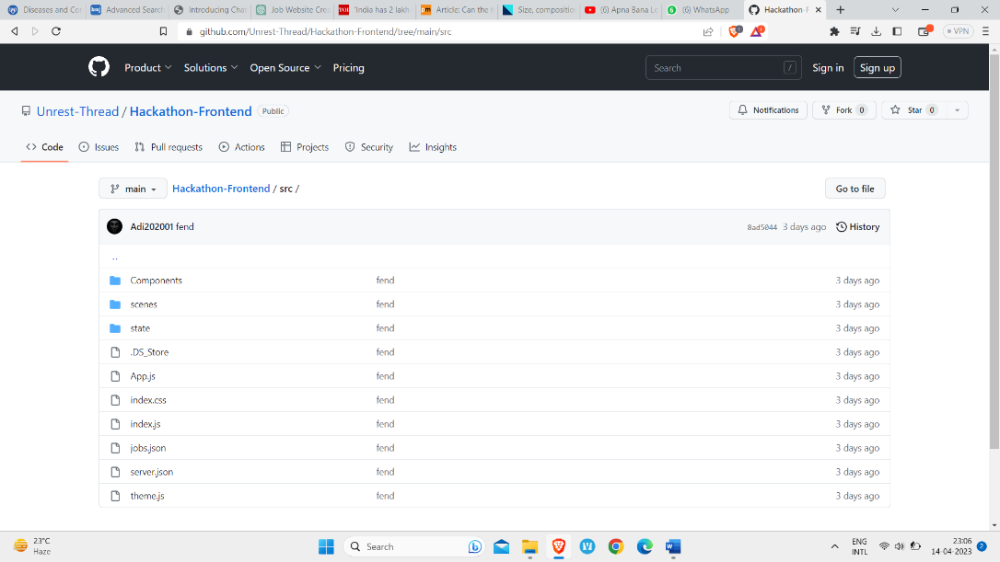 Diseases and Co
Advanced Search
Introducing Cha
Job Website Cre
TOI 'India has 2 lakh
Article: Can the
Size, composition
(6) Apna Bana Le
(6) WhatsApp
Hackathon-F
github.com/Unrest-Thread/Hackathon-Frontend/tree/main/src
VPN
Product Solutions Open Source Pricing
Search /
Sign in Sign up
Unrest-Thread / Hackathon-Frontend Public
Notifications Fork 0 Star 0
Code Issues Pull requests Actions Projects Security Insights
main Hackathon-Frontend / src / Go to file
Adi202001 fend 8ad5044 3 days ago History
..
Components fend 3 days ago
scenes fend 3 days ago
state fend 3 days ago
.DS_Store fend 3 days ago
App.js fend 3 days ago
index.css fend 3 days ago
index.js fend 3 days ago
jobs.json fend 3 days ago
server.json fend 3 days ago
theme.js fend 3 days ago
23°C
Haze
Search
ENG
INTL
23:06
14-04-2023
2